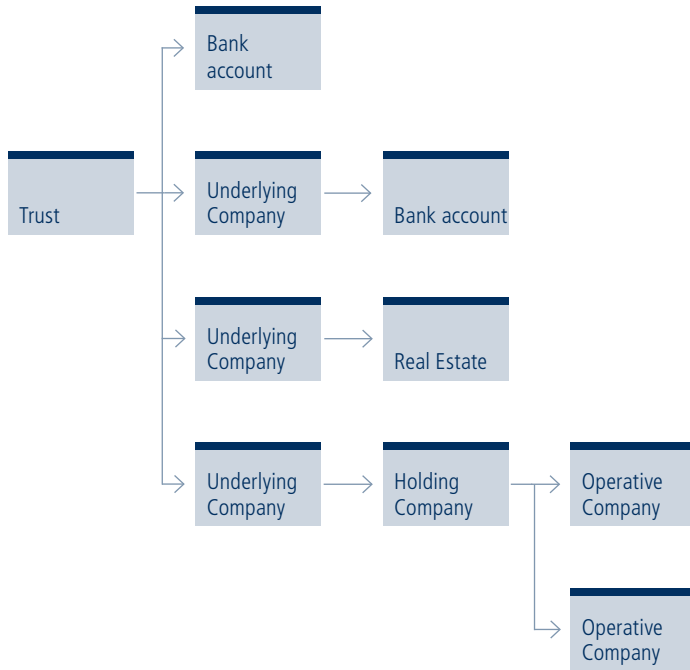 Bank
account
Trust
Underlying
Company
Bank account
Underlying
Company
Real Estate
Underlying
Company
Holding
Company
Operative
Company
Operative
Company